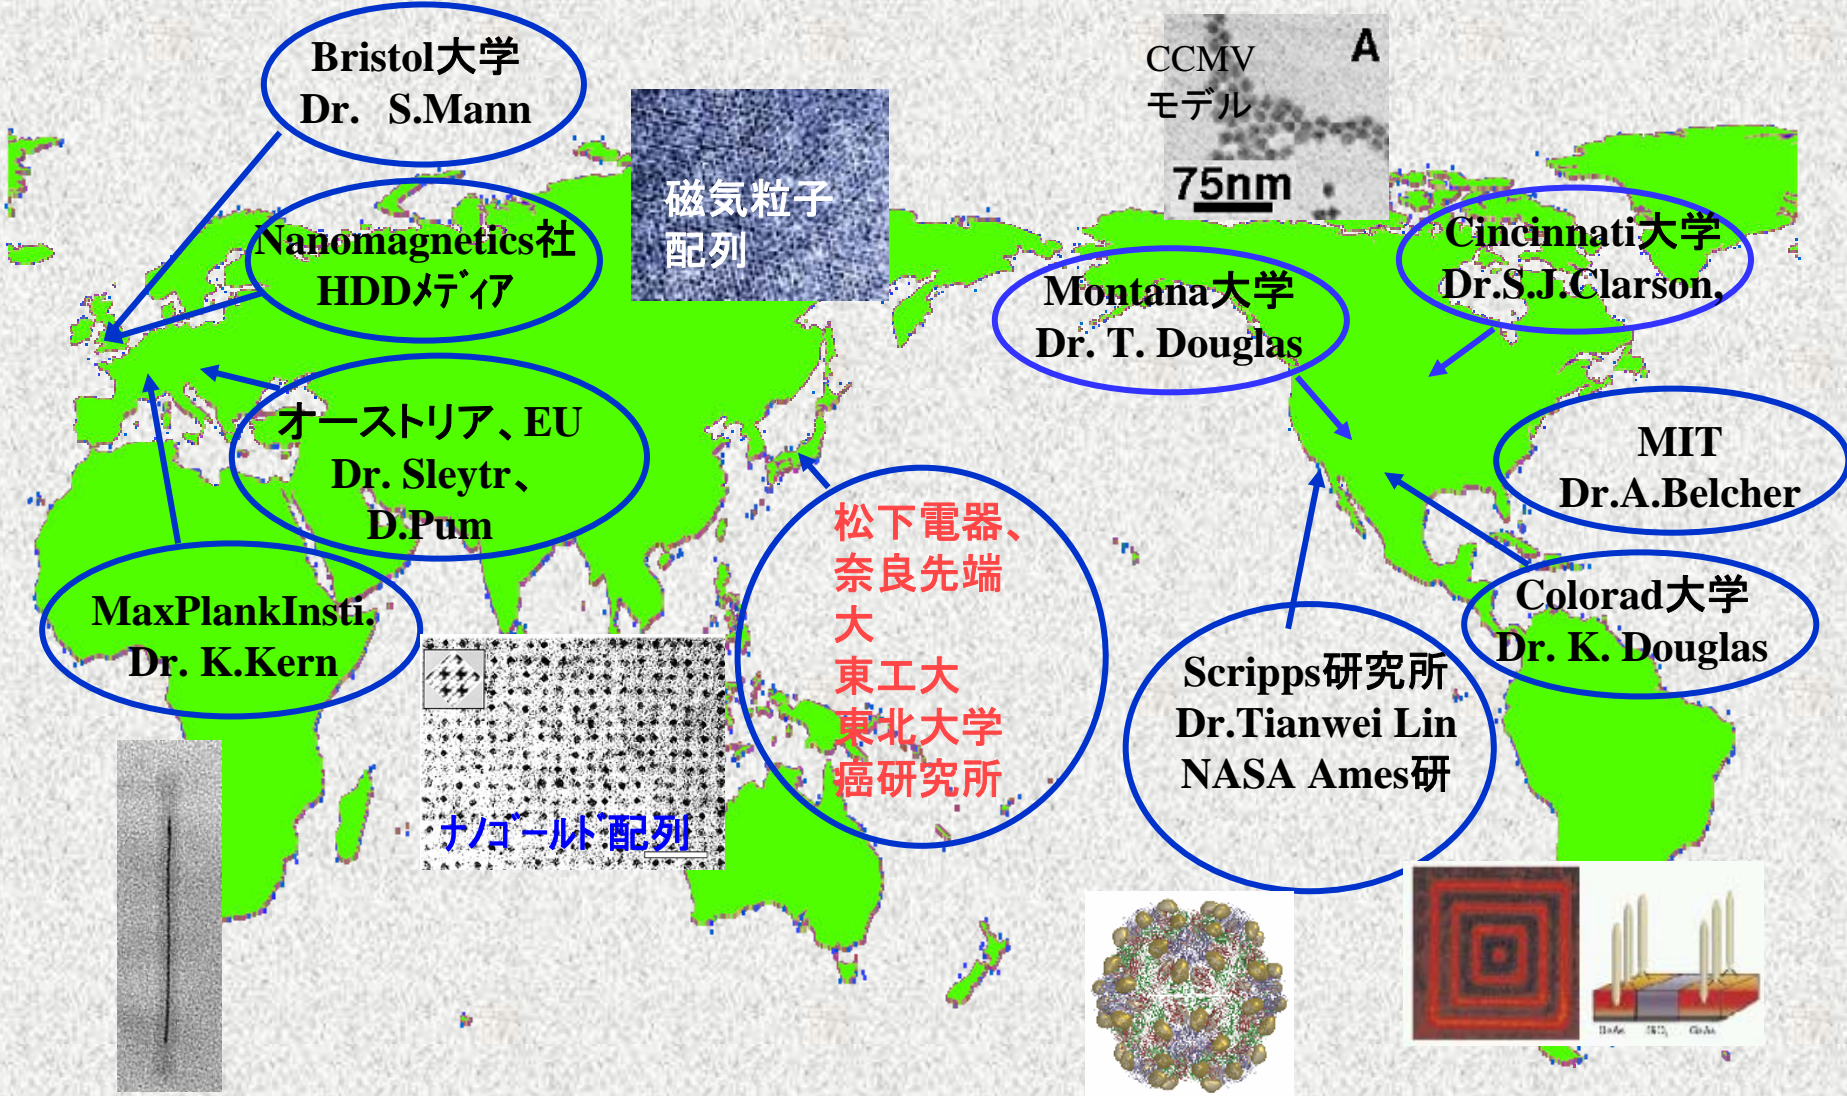 Bristol大学
Dr. S.Mann
Nanomagnetics社
HDDメディア
磁気粒子
配列
CCMV
モデル
A
75nm
Cincinnati大学
Dr.S.J.Clarson,
Montana大学
Dr. T. Douglas
オーストリア、EU
Dr. Sleytr、
D.Pum
MIT
Dr.A.Belcher
松下電器、
奈良先端
大
東工大
東北大学
癌研究所
MaxPlankInsti.
Dr. K.Kern
Colorad大学
Dr. K. Douglas
Scripps研究所
Dr.Tianwei Lin
NASA Ames研
ナノゴールド配列
GaAs